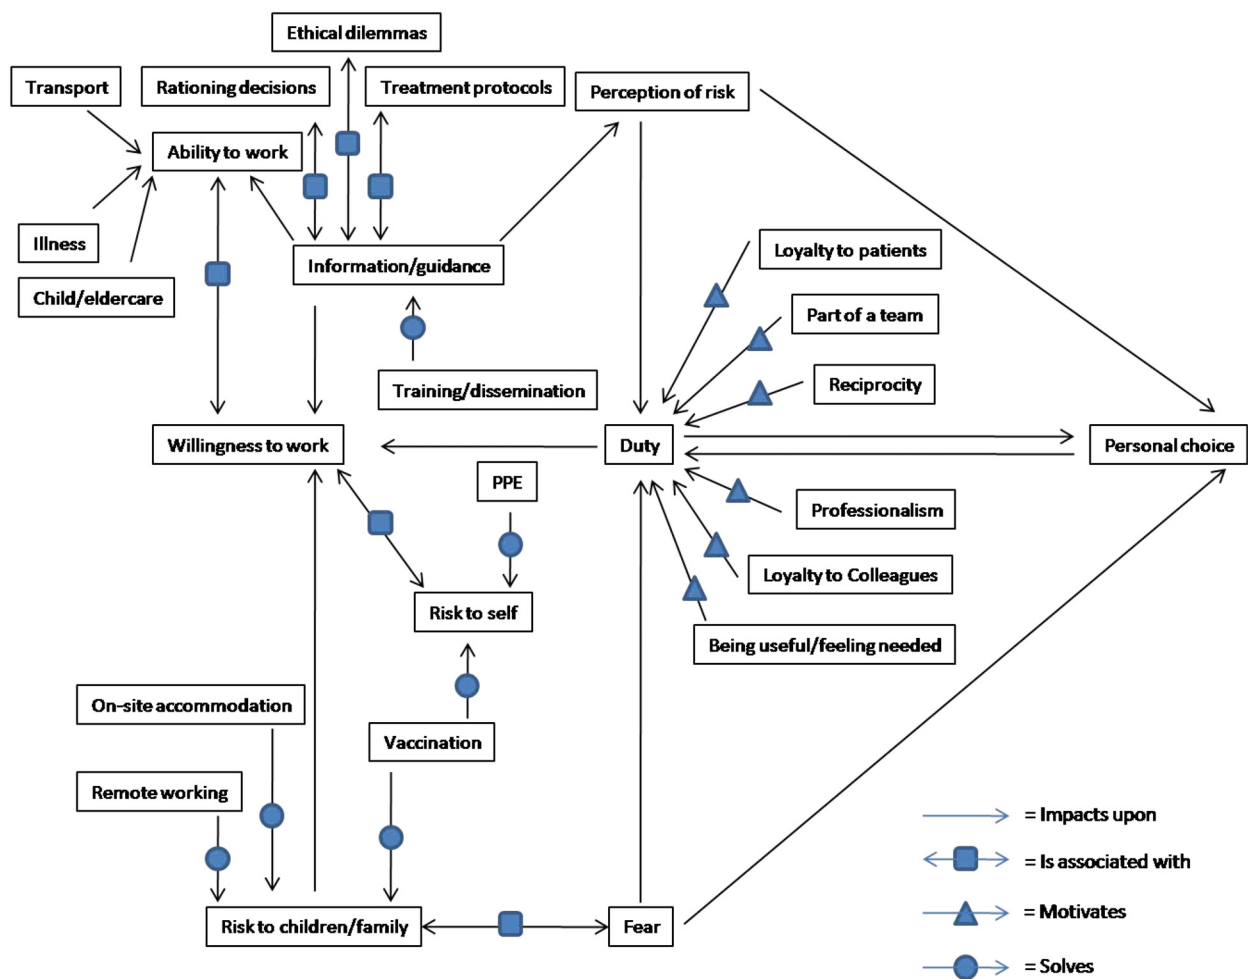 Ethical dilemmas
Transport
Rationing decisions
Treatment protocols
Perception of risk
Ability to work
Illness
Information/guidance
Loyalty to patients
Child/eldercare
Part of a team
Training/dissemination
Reciprocity
Willingness to work
Duty
Personal choice
PPE
Professionalism
Loyalty to Colleagues
Risk to self
Being useful/feeling needed
On-site accommodation
Vaccination
Remote working
Risk to children/family
Fear
= Impacts upon
= Is associated with
= Motivates
= Solves